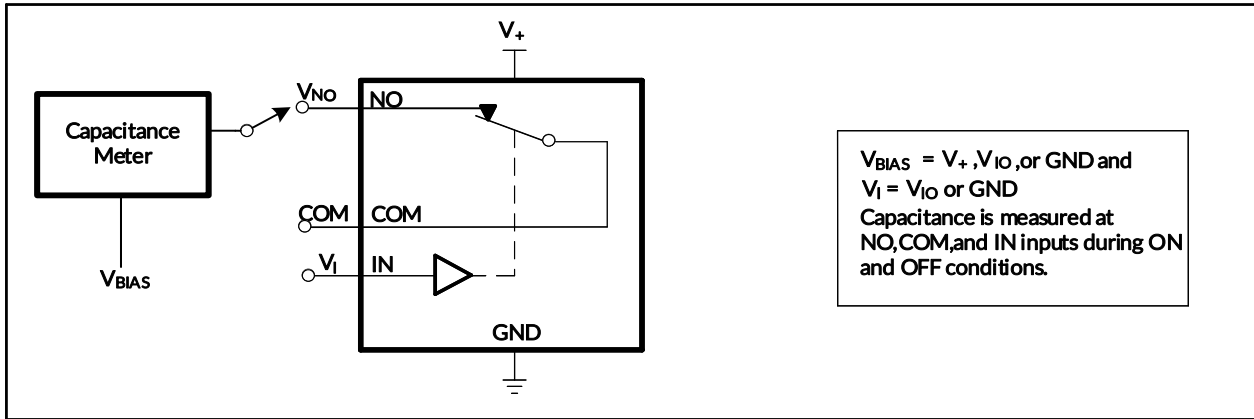 V+
VNO
NO
Capacitance
Meter
COM
COM
VI
IN
VBIAS
GND
VBIAS = V+ ,VIO,or GND and
VI = VIO or GND
Capacitance is measured at
NO,COM,and IN inputs during ON
and OFF conditions.